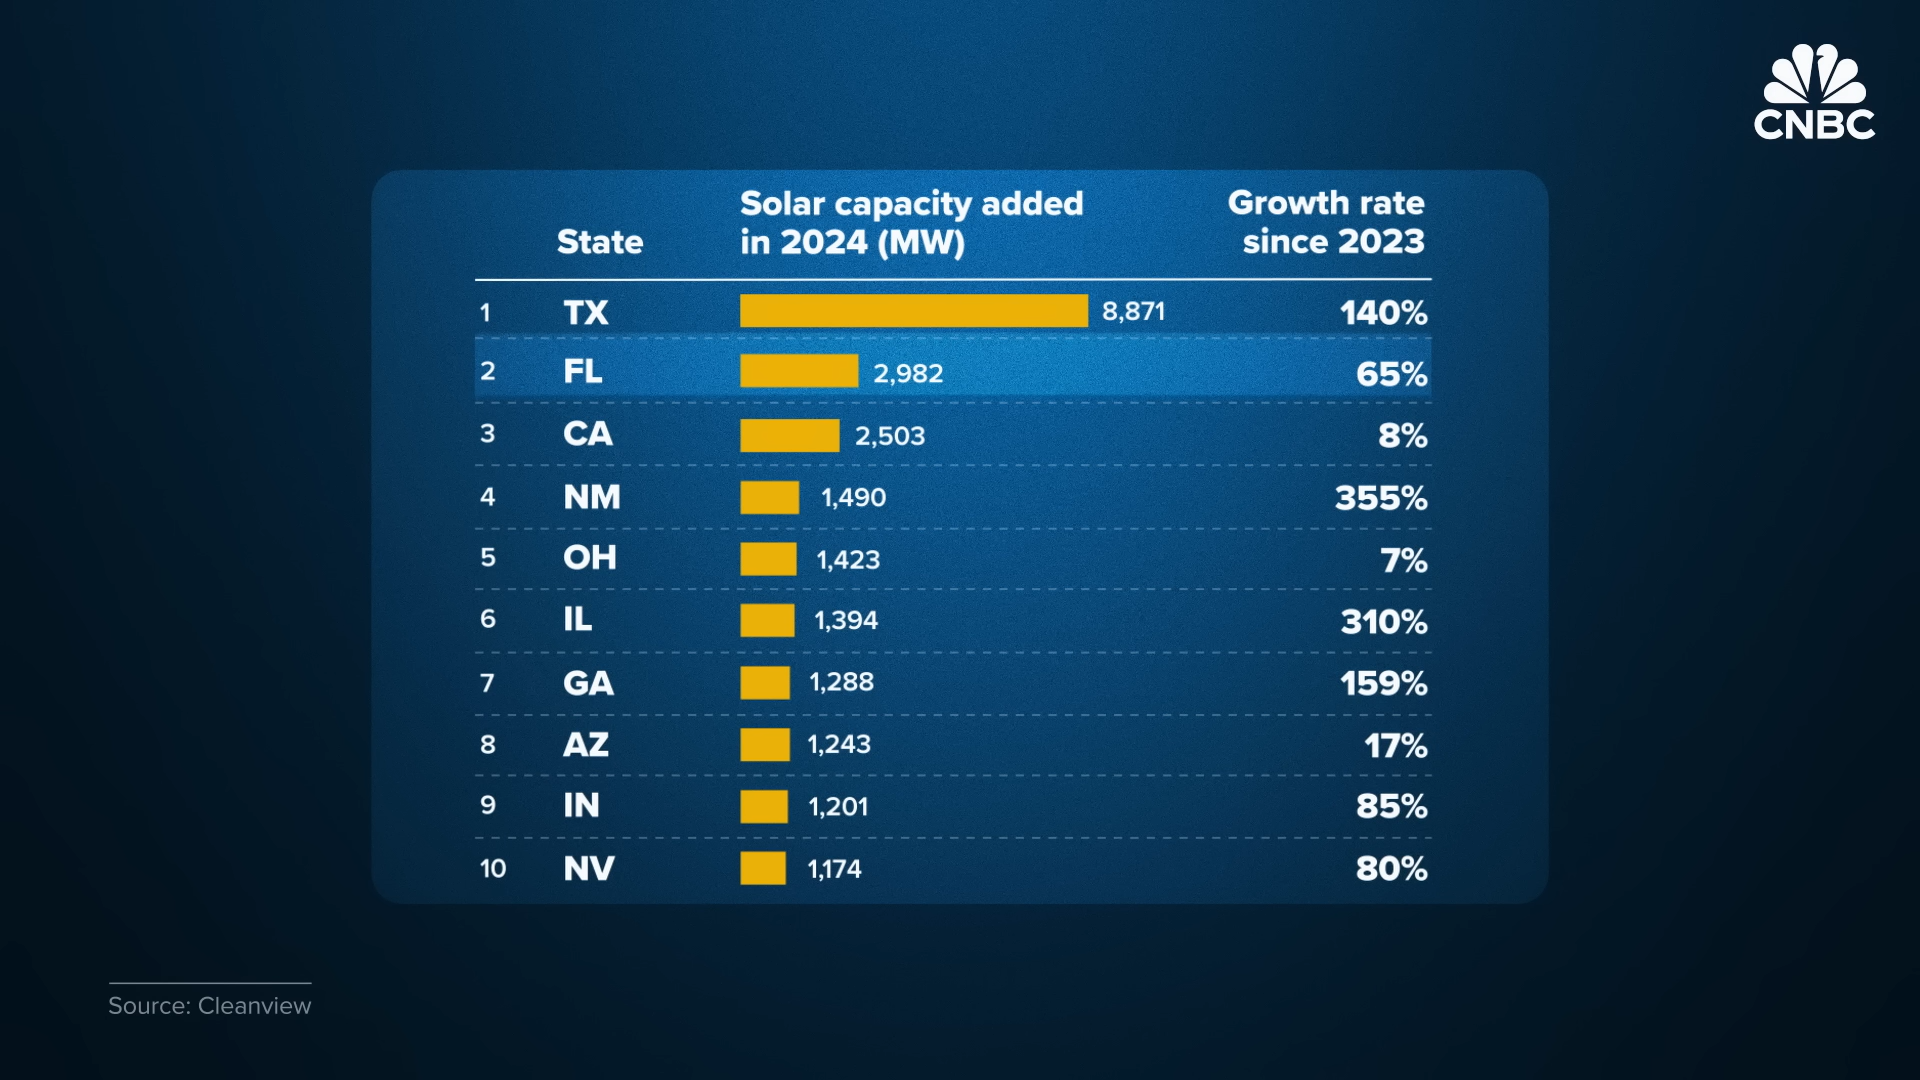 CNBC
Solar capacity added
in 2024 (MW)
Growth rate
since 2023
State
1 TX 8,871 140%
2 FL 2,982 65%
3 CA 2,503 8%
4 NM 1,490 355%
5 OH 1,423 7%
6 IL 1,394 310%
7 GA 1,288 159%
8 AZ 1,243 17%
9 IN 1,201 85%
10 NV 1,174 80%
Source: Cleanview